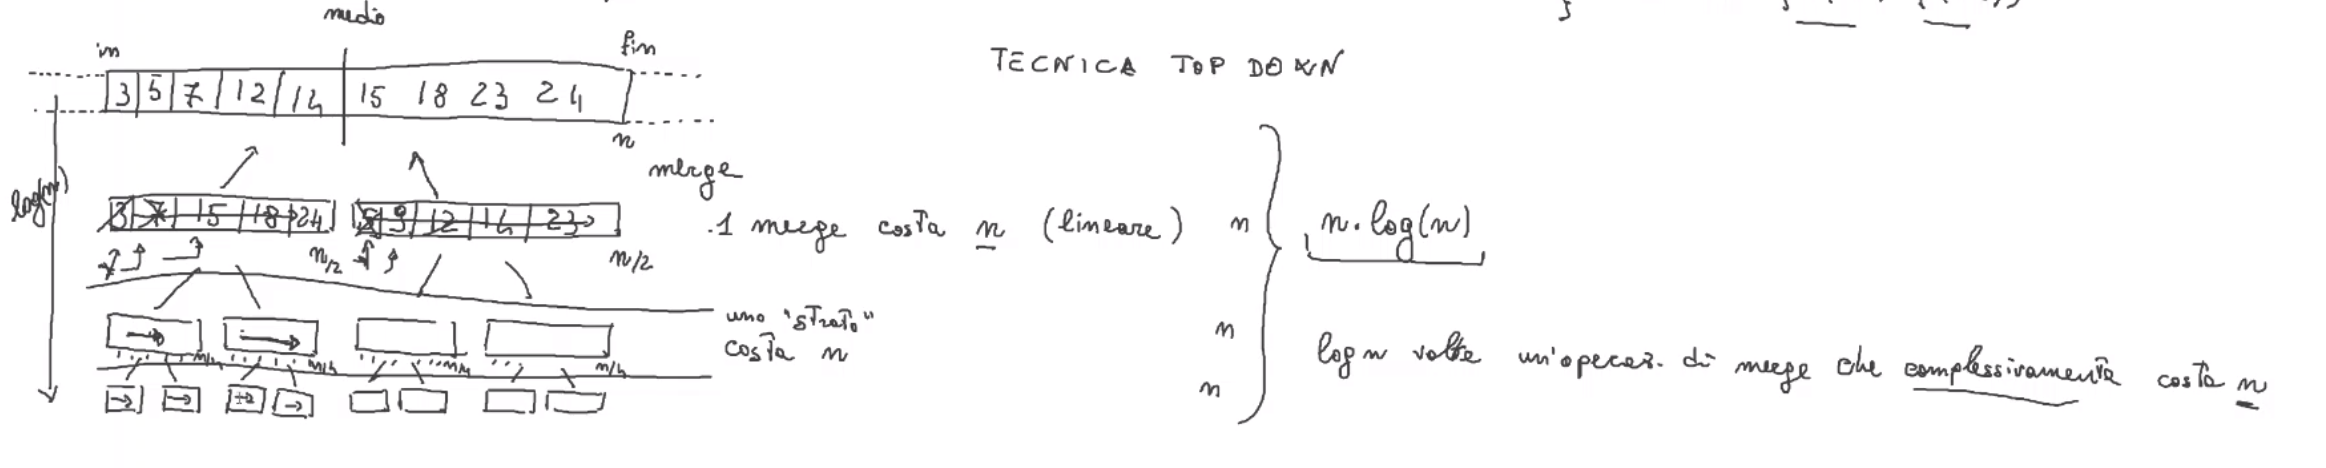 medio
in
fin
TECNICA TOP DOWN
3 5 7 12 14 15 18 23 24
n
merge
log(n)
3 7 15 18 24
5 9 12 14 23
.1 merge costa n (lineare)
n
n·log(n)
n/2
n/2
uno "strato"
costa n
n
log n volte un'operaz. di merge che complessivamente costa n
n/4
n/4
n/4
n/4
n